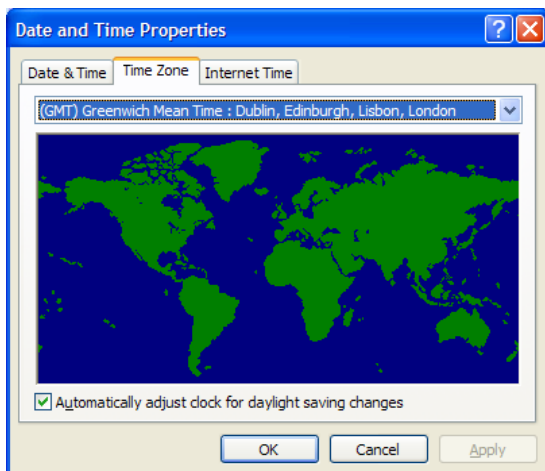 Date and Time Properties
Date & Time
Time Zone
Internet Time
(GMT) Greenwich Mean Time : Dublin, Edinburgh, Lisbon, London
Automatically adjust clock for daylight saving changes
OK
Cancel
Apply